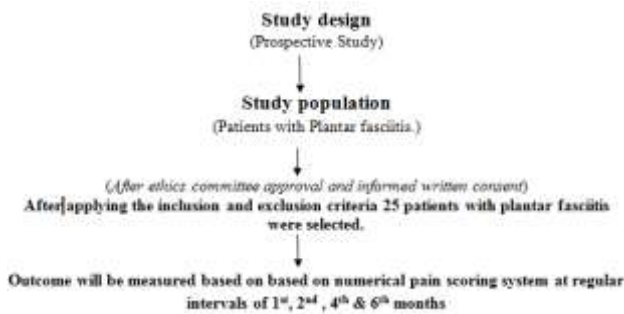 Study design
(Prospective Study)
Study population
(Patients with Plantar fasciitis.)
(After ethics committee approval and informed written consent)
After applying the inclusion and exclusion criteria 25 patients with plantar fasciitis
were selected.
Outcome will be measured based on based on numerical pain scoring system at regular
intervals of 1st, 2nd , 4th & 6th months